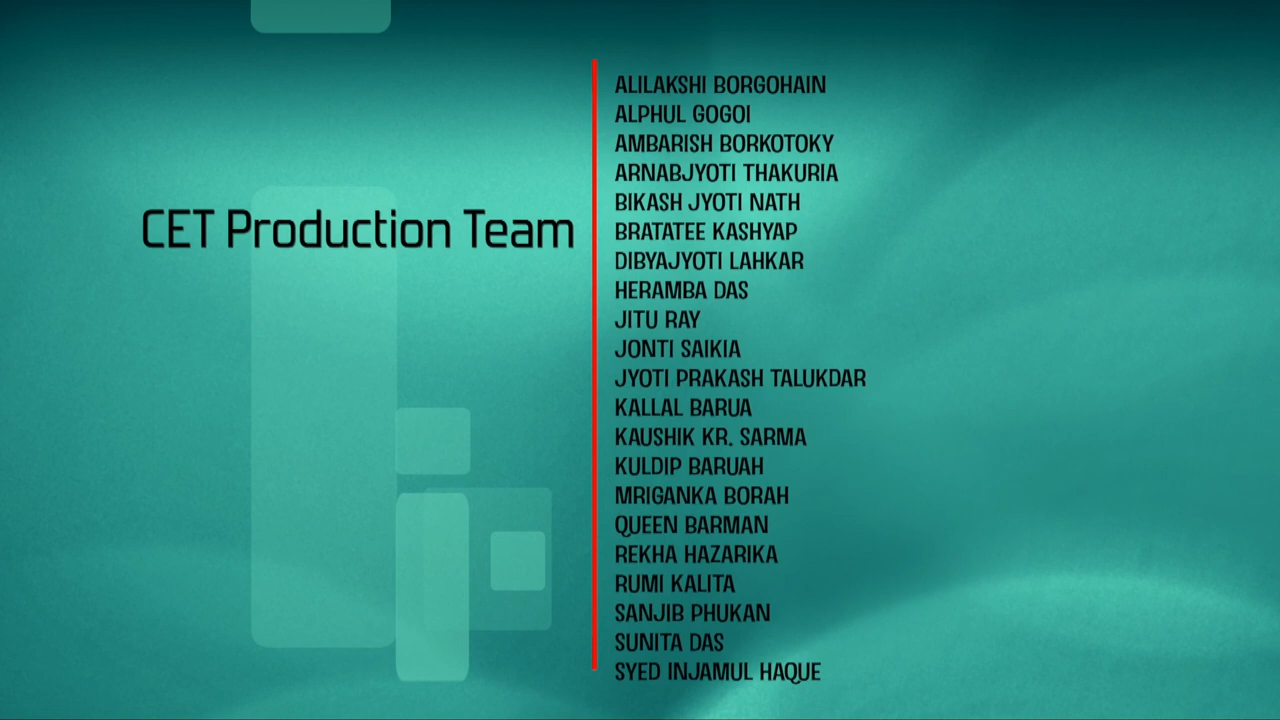 CET Production Team
ALILAKSHI BORGOHAIN
ALPHUL GOGOI
AMBARISH BORKOTOKY
ARNABJYOTI THAKURIA
BIKASH JYOTI NATH
BRATATEE KASHYAP
DIBYAJYOTI LAHKAR
HERAMBA DAS
JITU RAY
JONTI SAIKIA
JYOTI PRAKASH TALUKDAR
KALLAL BARUA
KAUSHIK KR. SARMA
KULDIP BARUAH
MRIGANKA BORAH
QUEEN BARMAN
REKHA HAZARIKA
RUMI KALITA
SANJIB PHUKAN
SUNITA DAS
SYED INJAMUL HAQUE